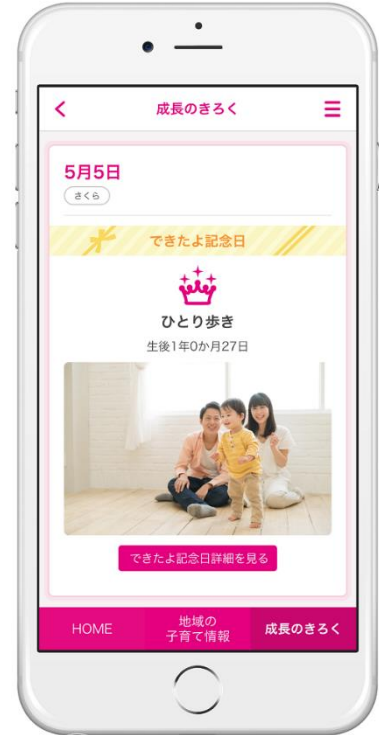 成長のきろく
5月5日
さくら
できたよ記念日
ひとり歩き
生後1年0か月27日
できたよ記念日詳細を見る
HOME
地域の
子育て情報
成長のきろく